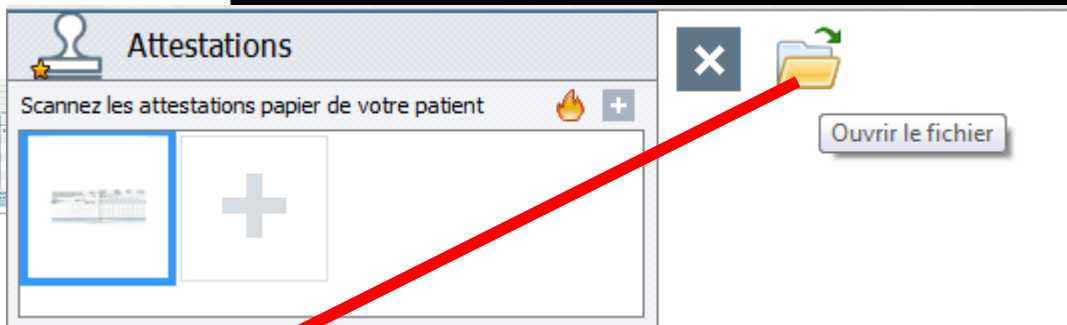 Attestations
Scannez les attestations papier de votre patient
Ouvrir le fichier